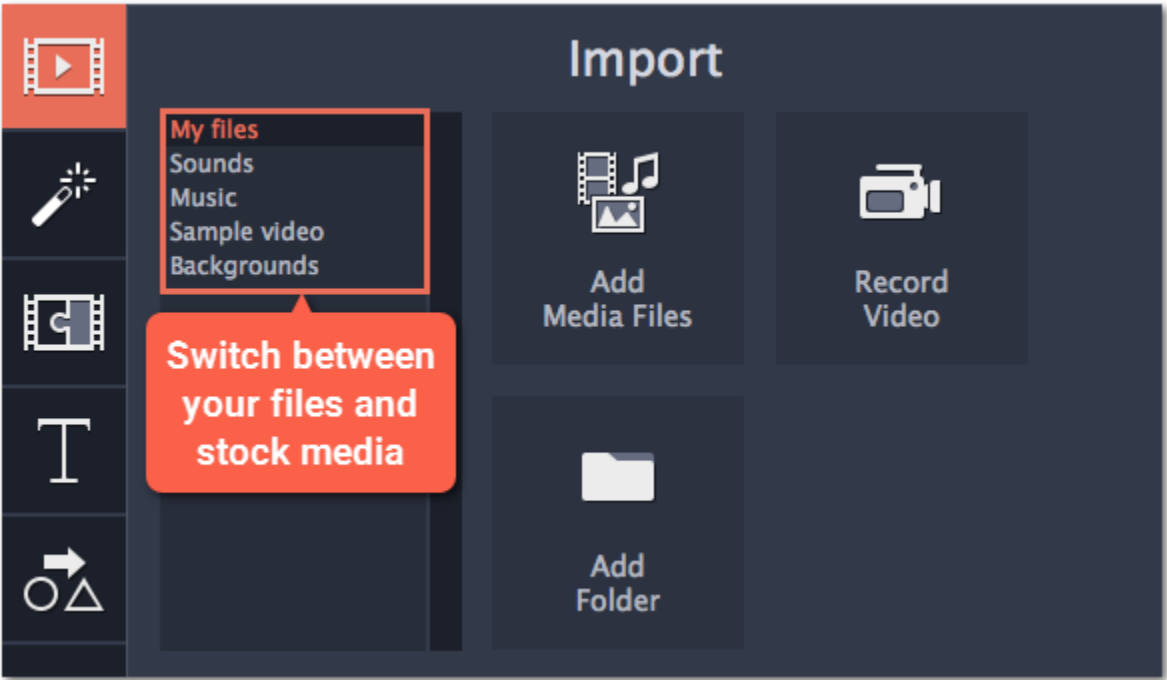 Import
My files
Sounds
Music
Sample video
Backgrounds
Switch between
your files and
stock media
Add
Media Files
Record
Video
Add
Folder